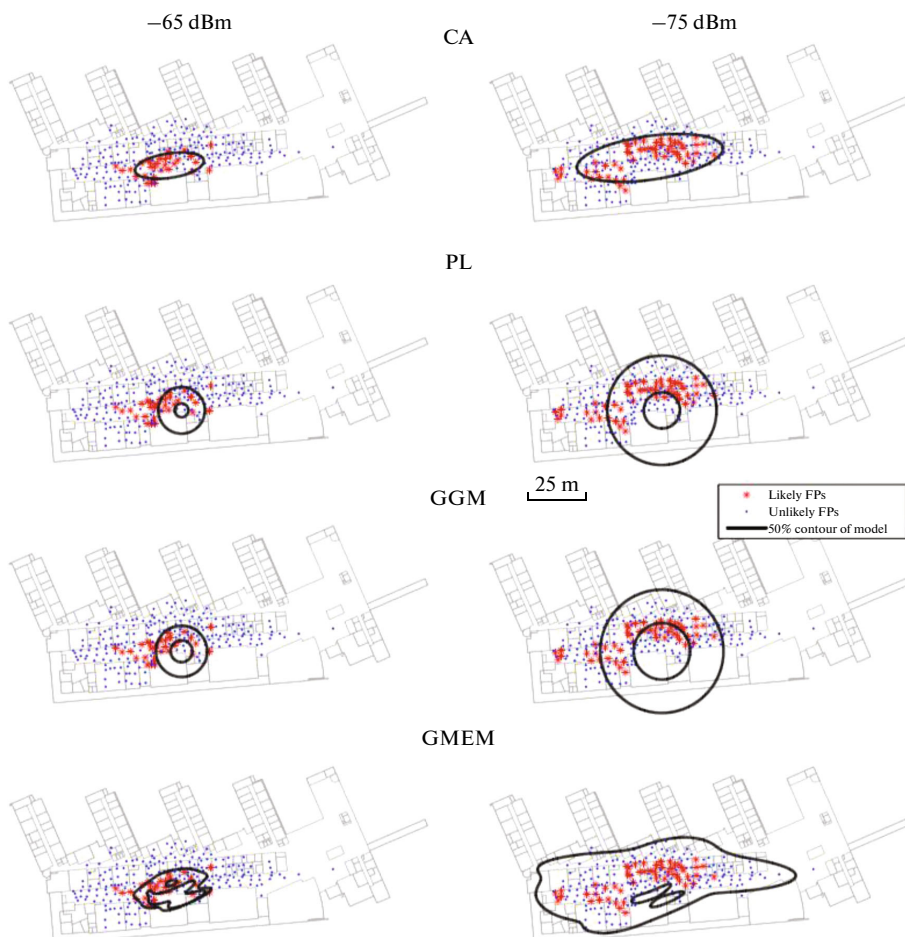 −65 dBm
−75 dBm
CA
PL
GGM
25 m
Likely FPs
Unlikely FPs
50% contour of model
GMEM